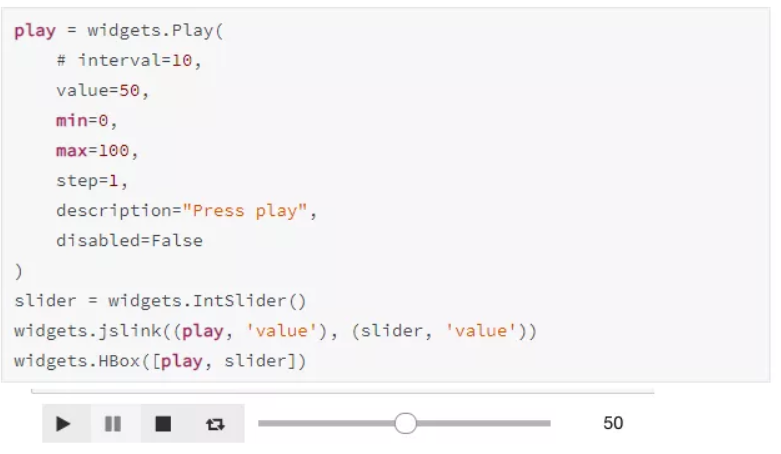 play = widgets.Play(
    # interval=10,
    value=50,
    min=0,
    max=100,
    step=1,
    description="Press play",
    disabled=False
)
slider = widgets.IntSlider()
widgets.jslink((play, 'value'), (slider, 'value'))
widgets.HBox([play, slider])
50